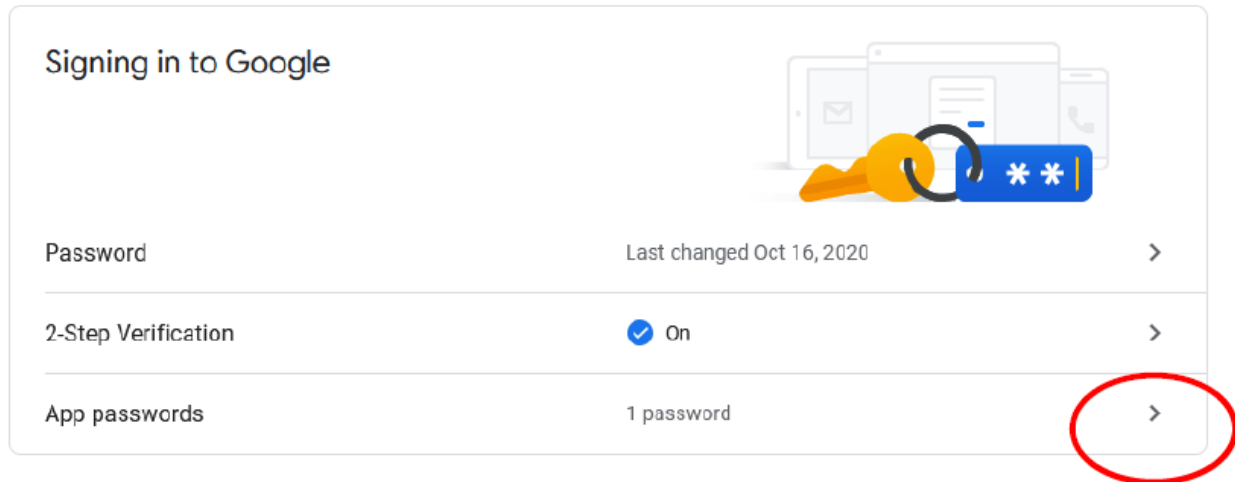 Signing in to Google
**
Password Last changed Oct 16, 2020
2-Step Verification On
App passwords 1 password